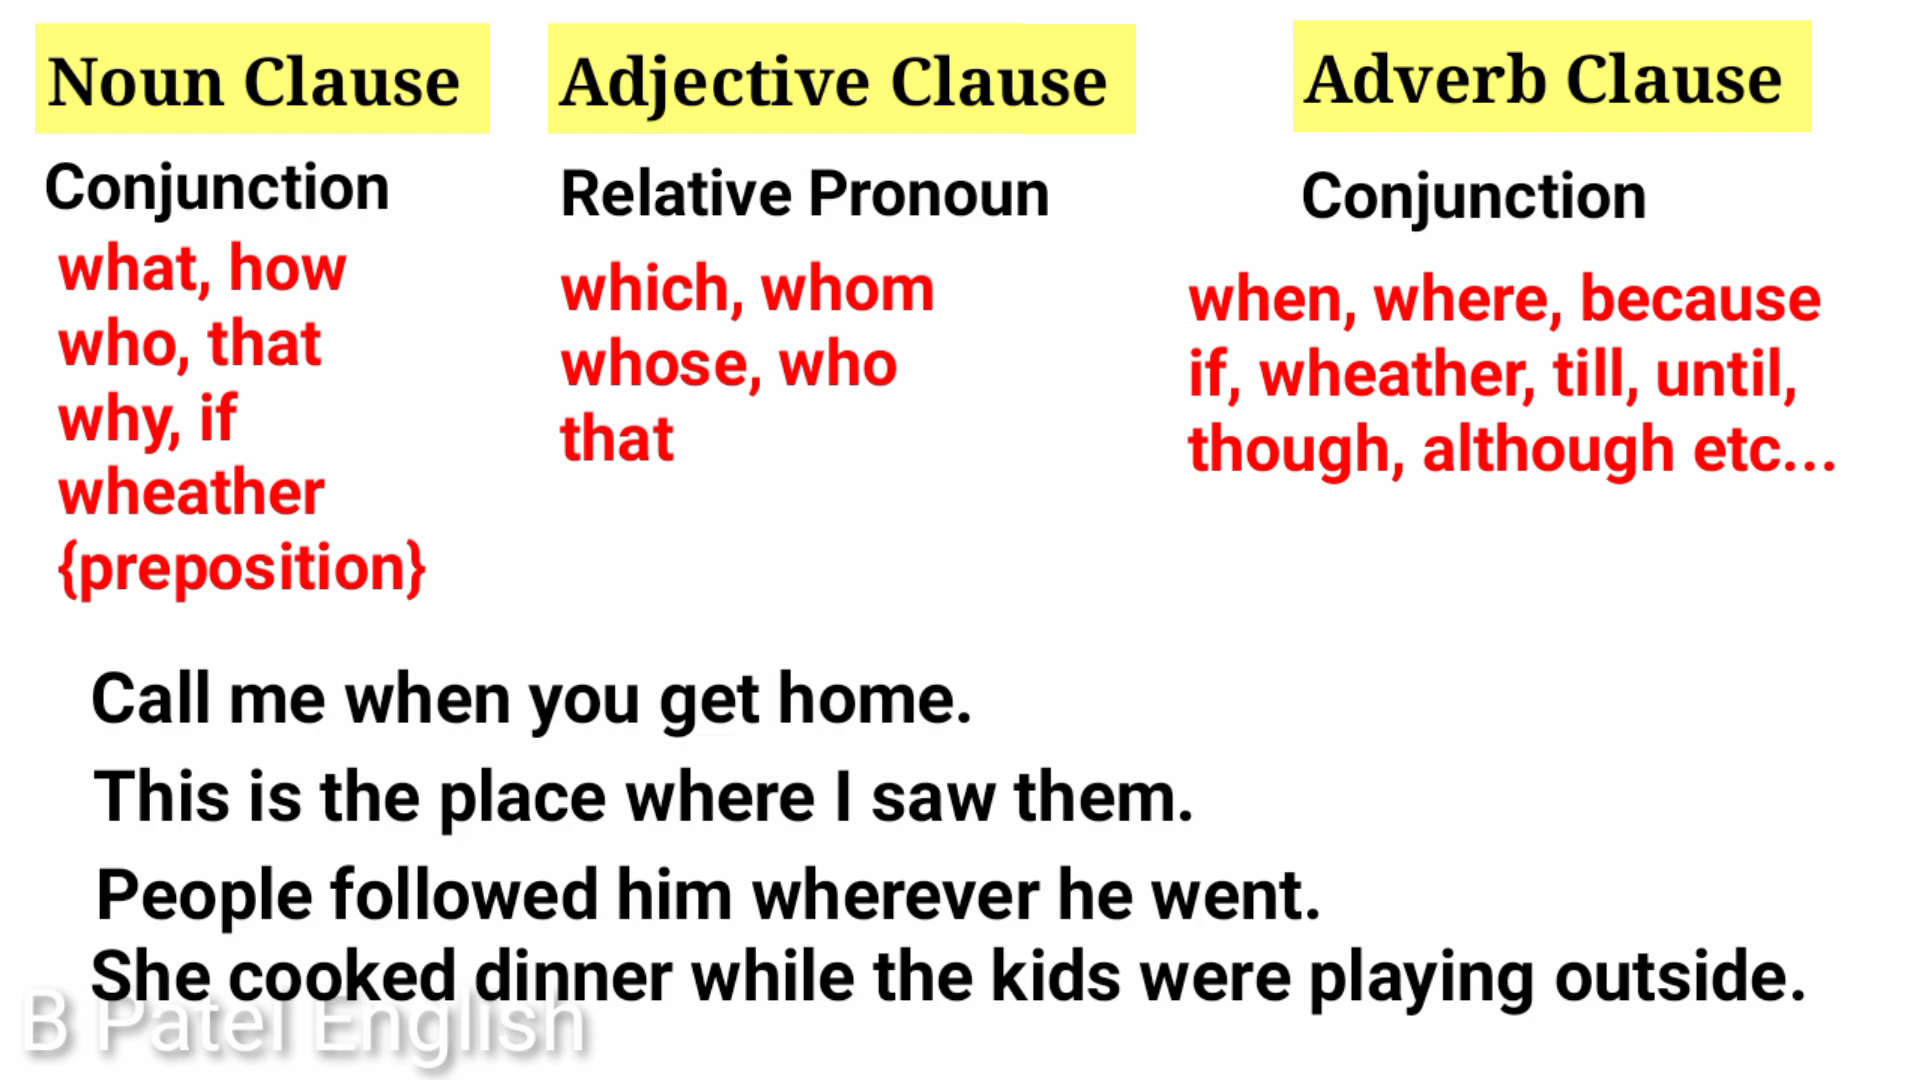 Noun Clause
Conjunction
what, how
who, that
why, if
wheather
{preposition}
Adjective Clause
Relative Pronoun
which, whom
whose, who
that
Adverb Clause
Conjunction
when, where, because
if, wheather, till, until,
though, although etc...
Call me when you get home.
This is the place where I saw them.
People followed him wherever he went.
She cooked dinner while the kids were playing outside.
B Patel English